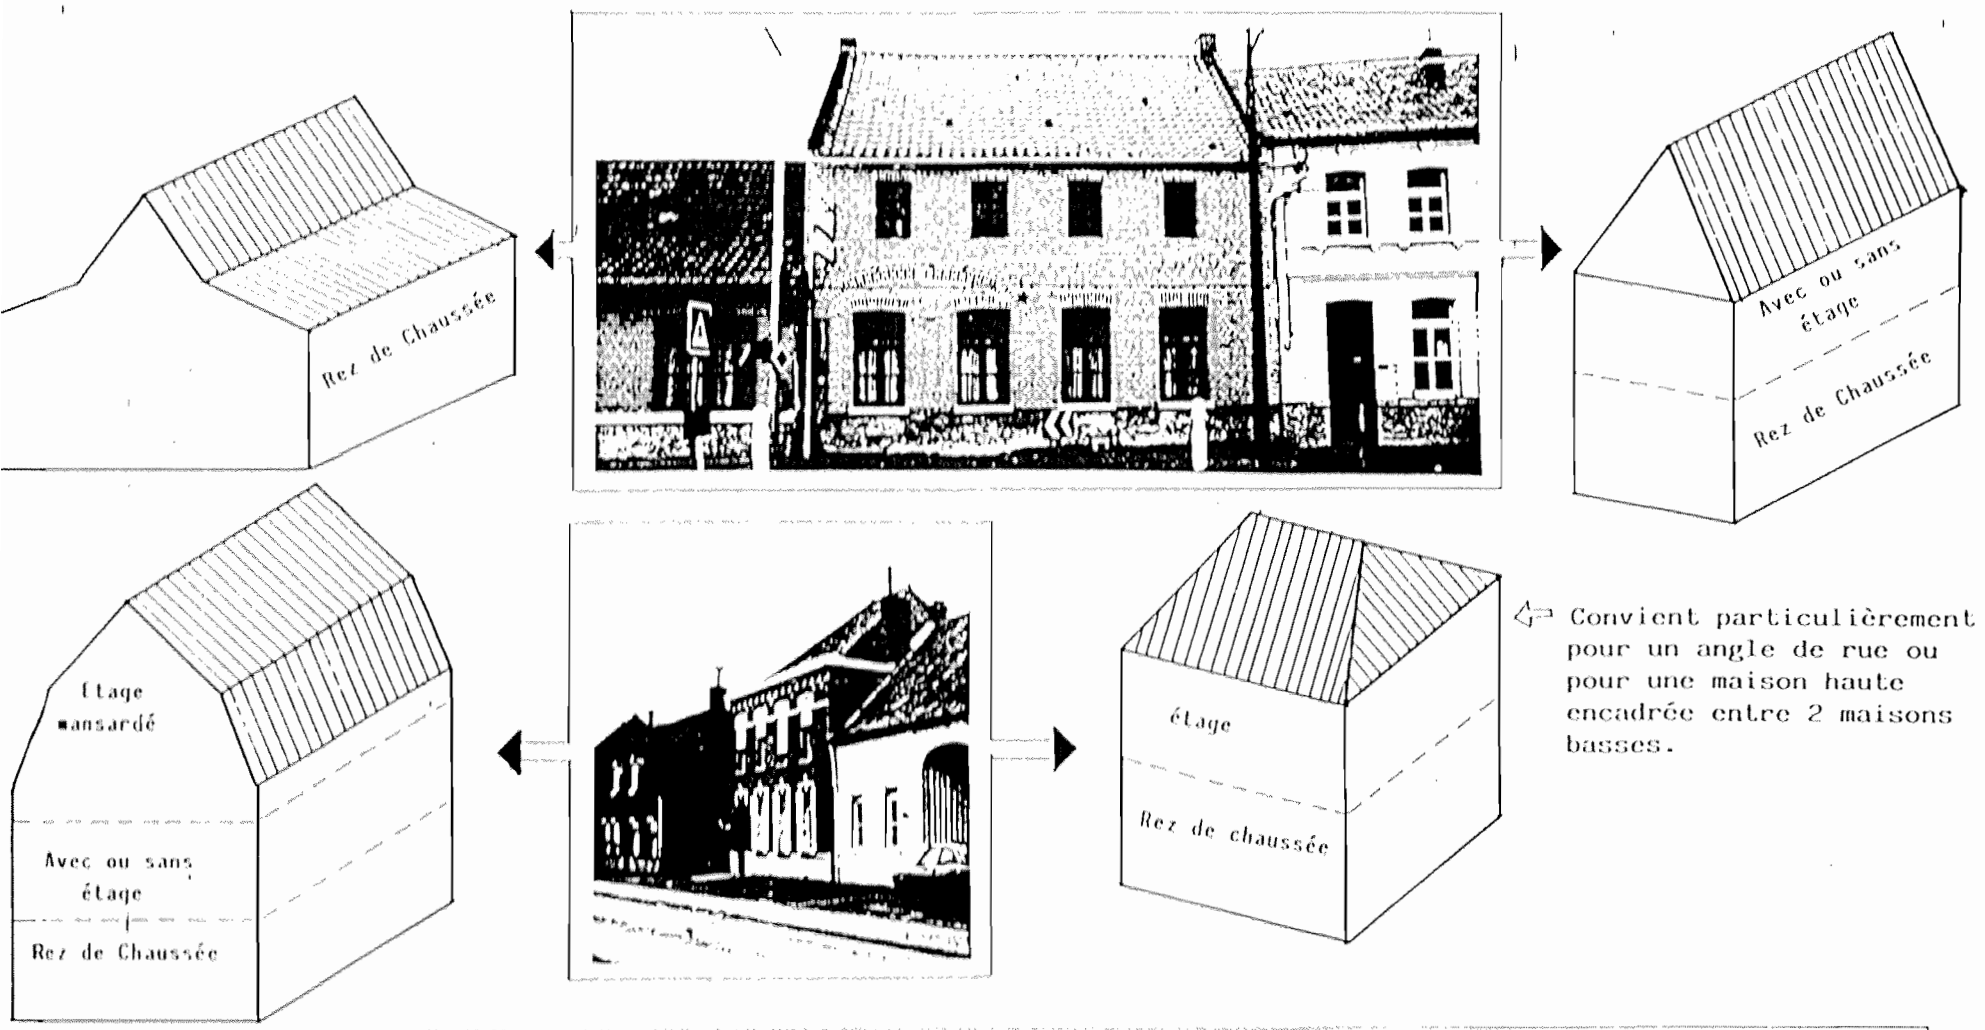 Rez de Chaussée
Avec ou sans
étage
Rez de Chaussée
Etage
mansardé
Avec ou sans
étage
Rez de Chaussée
étage
Rez de chaussée
Convient particulièrement
pour un angle de rue ou
pour une maison haute
encadrée entre 2 maisons
basses.